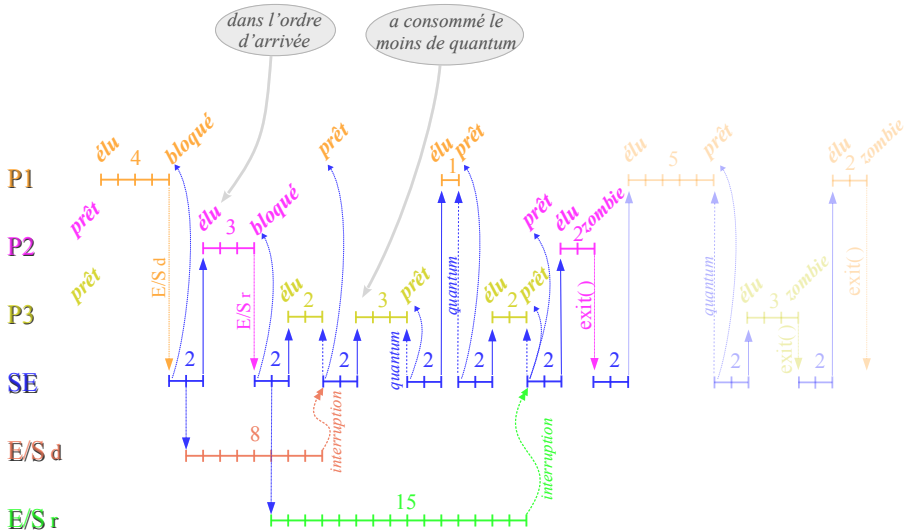 dans l’ordre
d’arrivée
a consommé le
moins de quantum
P1
élu
4
bloqué
prêt
élu
1
prêt
élu
5
prêt
élu
2
zombie
P2
prêt
élu
3
bloqué
prêt
2
zombie
P3
prêt
élu
2
3
prêt
élu
2
prêt
3
zombie
E/S d
E/S r
quantum
quantum
exit()
quantum
exit()
exit()
SE
2
2
2
2
2
2
2
2
2
E/S d
8
interruption
interruption
E/S r
15